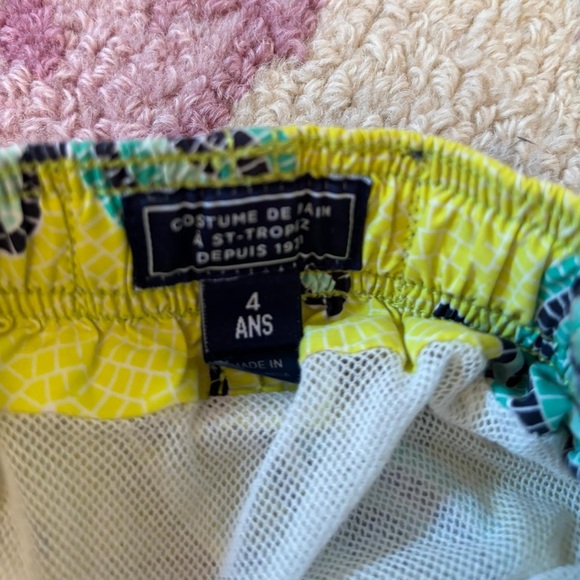 COSTUME DE BAIN
À ST-TROPEZ
DEPUIS 1971
4
ANS
MADE IN